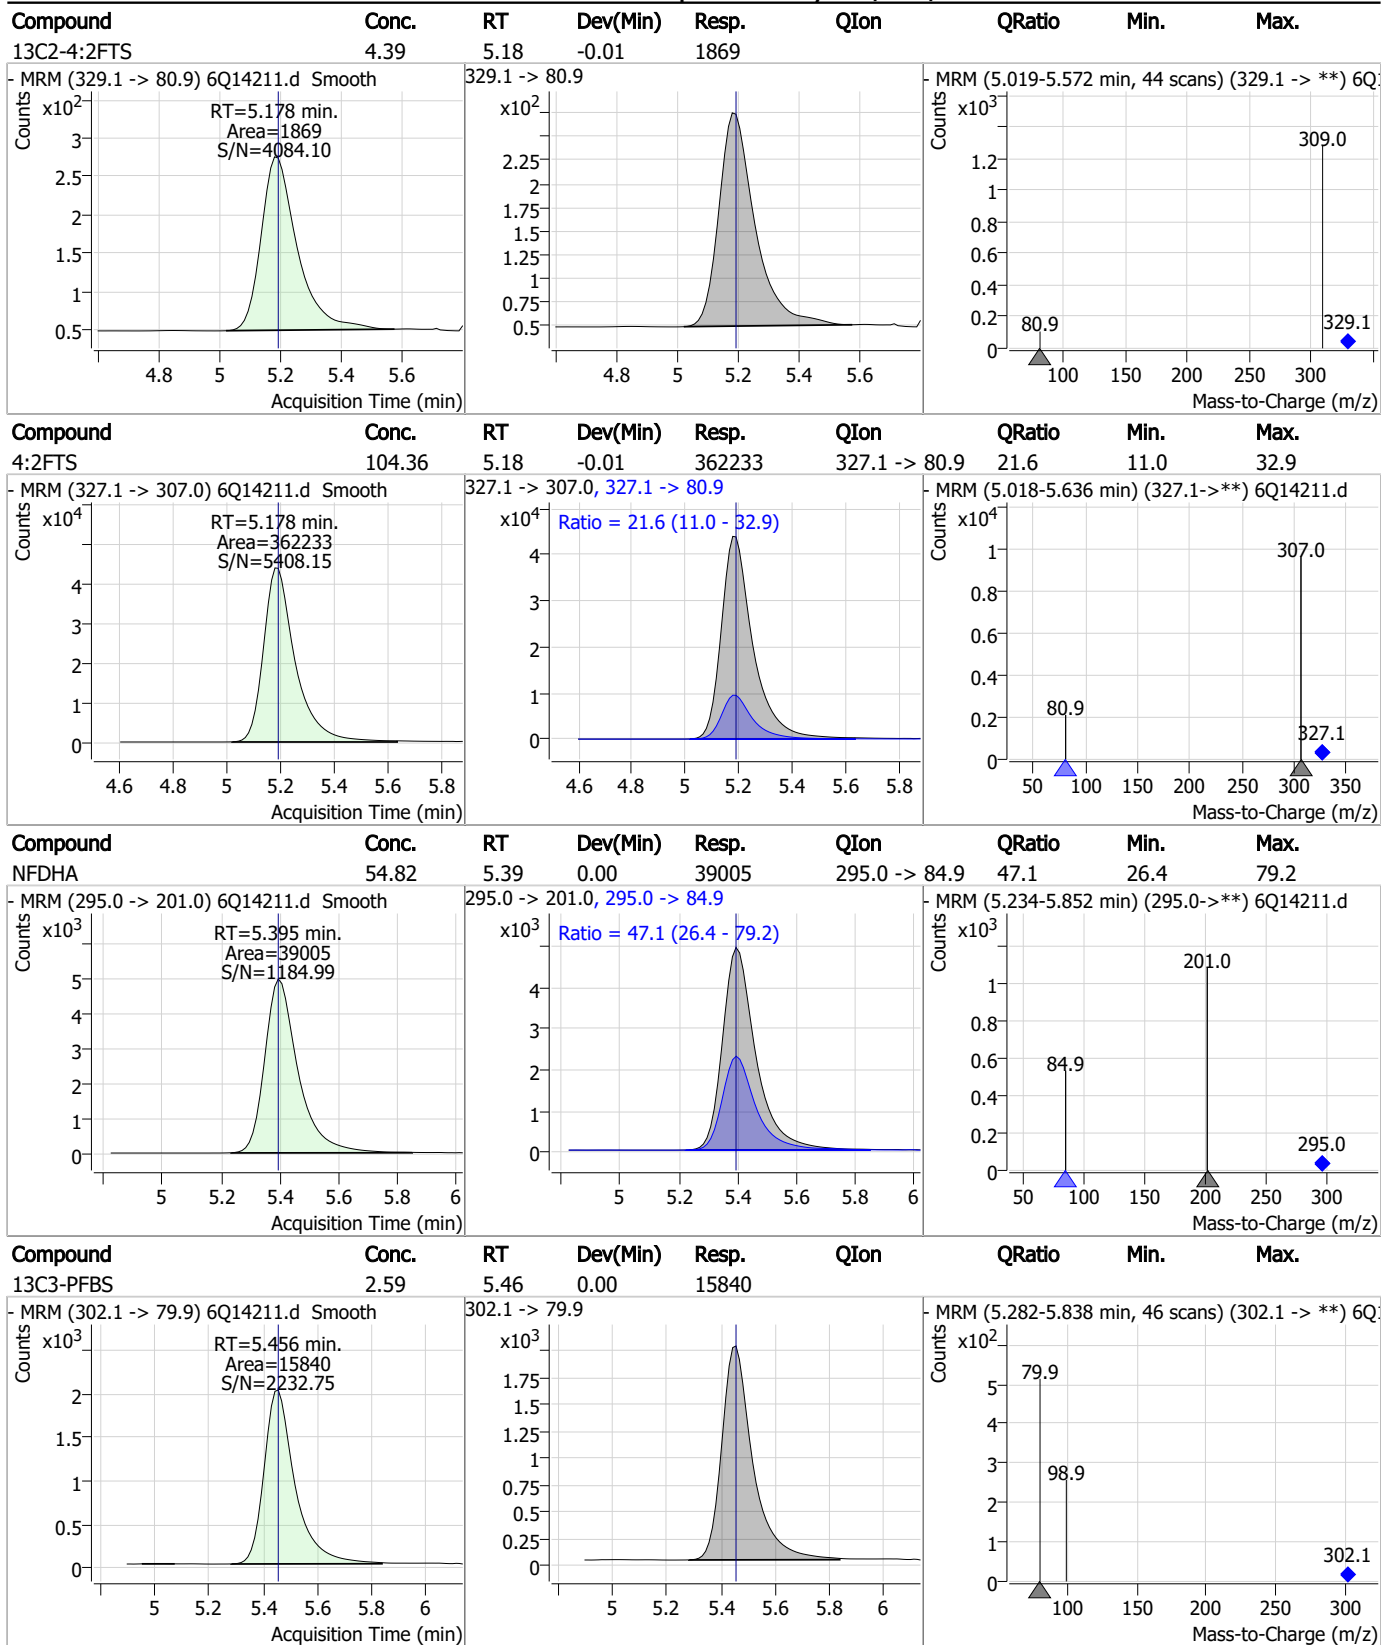 Compound Conc. RT Dev(Min) Resp. QIon QRatio Min. Max.
13C2-4:2FTS 4.39 5.18 -0.01 1869
- MRM (329.1 -> 80.9) 6Q14211.d Smooth
Counts
x10²
RT=5.178 min.
Area=1869
S/N=4084.10
3
2.5
2
1.5
1
0.5
4.8 5 5.2 5.4 5.6
Acquisition Time (min)
329.1 -> 80.9
x10²
2.25
2
1.75
1.5
1.25
1
0.75
0.5
4.8 5 5.2 5.4 5.6
- MRM (5.019-5.572 min, 44 scans) (329.1 -> **)
Counts
x10³
309.0
1.2
1
0.8
0.6
0.4
0.2
0
80.9
329.1
100 150 200 250 300
Mass-to-Charge (m/z)
Compound Conc. RT Dev(Min) Resp. QIon QRatio Min. Max.
4:2FTS 104.36 5.18 -0.01 362233 327.1 -> 80.9 21.6 11.0 32.9
- MRM (327.1 -> 307.0) 6Q14211.d Smooth
Counts
x10⁴
RT=5.178 min.
Area=362233
S/N=5408.15
4
3
2
1
0
4.6 4.8 5 5.2 5.4 5.6 5.8
Acquisition Time (min)
327.1 -> 307.0, 327.1 -> 80.9
x10⁴
Ratio = 21.6 (11.0 - 32.9)
4
3
2
1
0
4.6 4.8 5 5.2 5.4 5.6 5.8
- MRM (5.018-5.636 min) (327.1->**) 6Q14211.d
Counts
x10⁴
1
307.0
0.8
0.6
0.4
0.2
0
80.9
327.1
50 100 150 200 250 300 350
Mass-to-Charge (m/z)
Compound Conc. RT Dev(Min) Resp. QIon QRatio Min. Max.
NFDHA 54.82 5.39 0.00 39005 295.0 -> 84.9 47.1 26.4 79.2
- MRM (295.0 -> 201.0) 6Q14211.d Smooth
Counts
x10³
RT=5.395 min.
Area=39005
S/N=1184.99
5
4
3
2
1
0
5 5.2 5.4 5.6 5.8 6
Acquisition Time (min)
295.0 -> 201.0, 295.0 -> 84.9
x10³
Ratio = 47.1 (26.4 - 79.2)
4
3
2
1
0
5 5.2 5.4 5.6 5.8 6
- MRM (5.234-5.852 min) (295.0->**) 6Q14211.d
Counts
x10³
201.0
1
0.8
0.6
0.4
0.2
0
84.9
295.0
50 100 150 200 250 300
Mass-to-Charge (m/z)
Compound Conc. RT Dev(Min) Resp. QIon QRatio Min. Max.
13C3-PFBS 2.59 5.46 0.00 15840
- MRM (302.1 -> 79.9) 6Q14211.d Smooth
Counts
x10³
RT=5.456 min.
Area=15840
S/N=2232.75
2
1.5
1
0.5
0
5 5.2 5.4 5.6 5.8 6
Acquisition Time (min)
302.1 -> 79.9
x10³
1.75
1.5
1.25
1
0.75
0.5
0.25
0
5 5.2 5.4 5.6 5.8 6
- MRM (5.282-5.838 min, 46 scans) (302.1 -> **)
Counts
x10²
79.9
5
4
3
2
1
0
98.9
302.1
100 150 200 250 300
Mass-to-Charge (m/z)